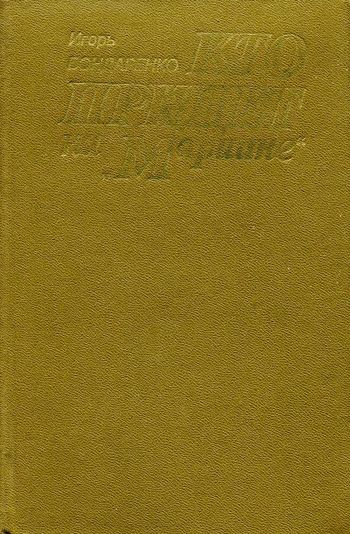 Игорь
БОНДАРЕНКО
КТО
ПРИДЕТ
на „Мариине“